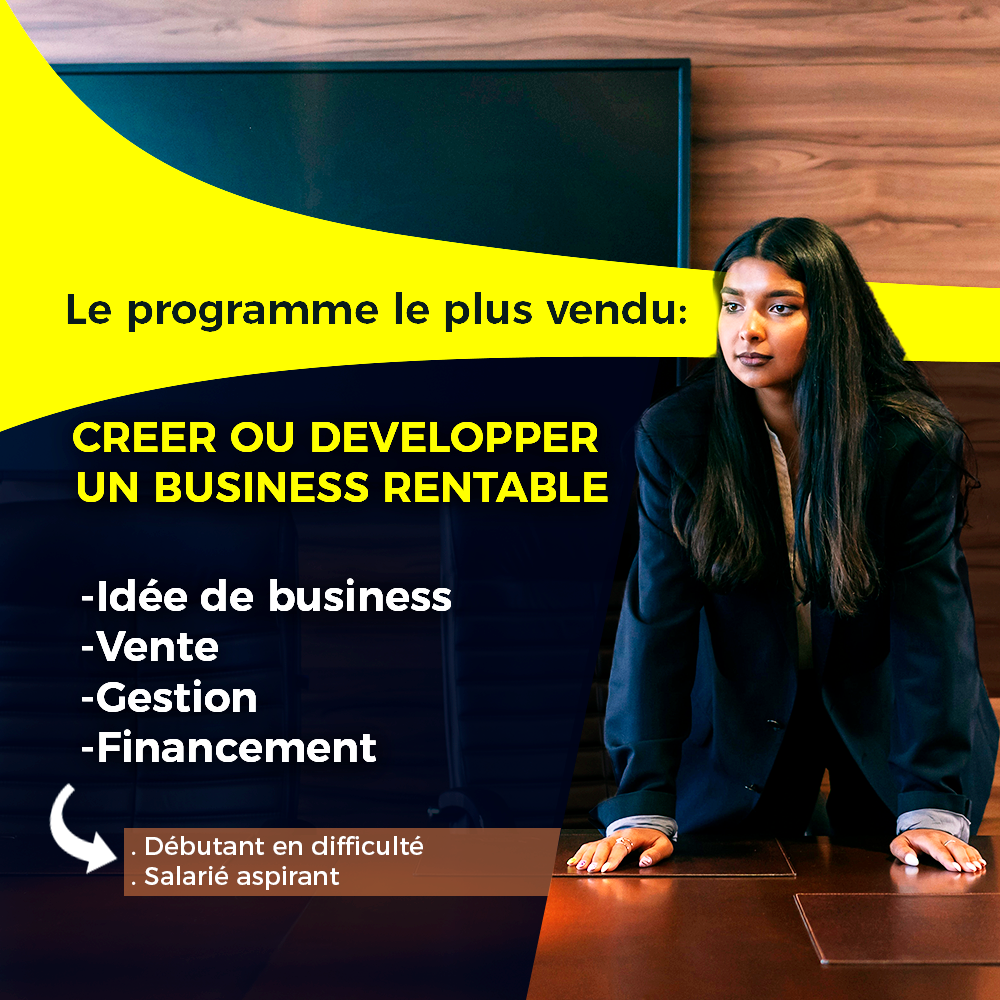 Le programme le plus vendu:
CREER OU DEVELOPPER
UN BUSINESS RENTABLE
-Idée de business
-Vente
-Gestion
-Financement
. Débutant en difficulté
. Salarié aspirant